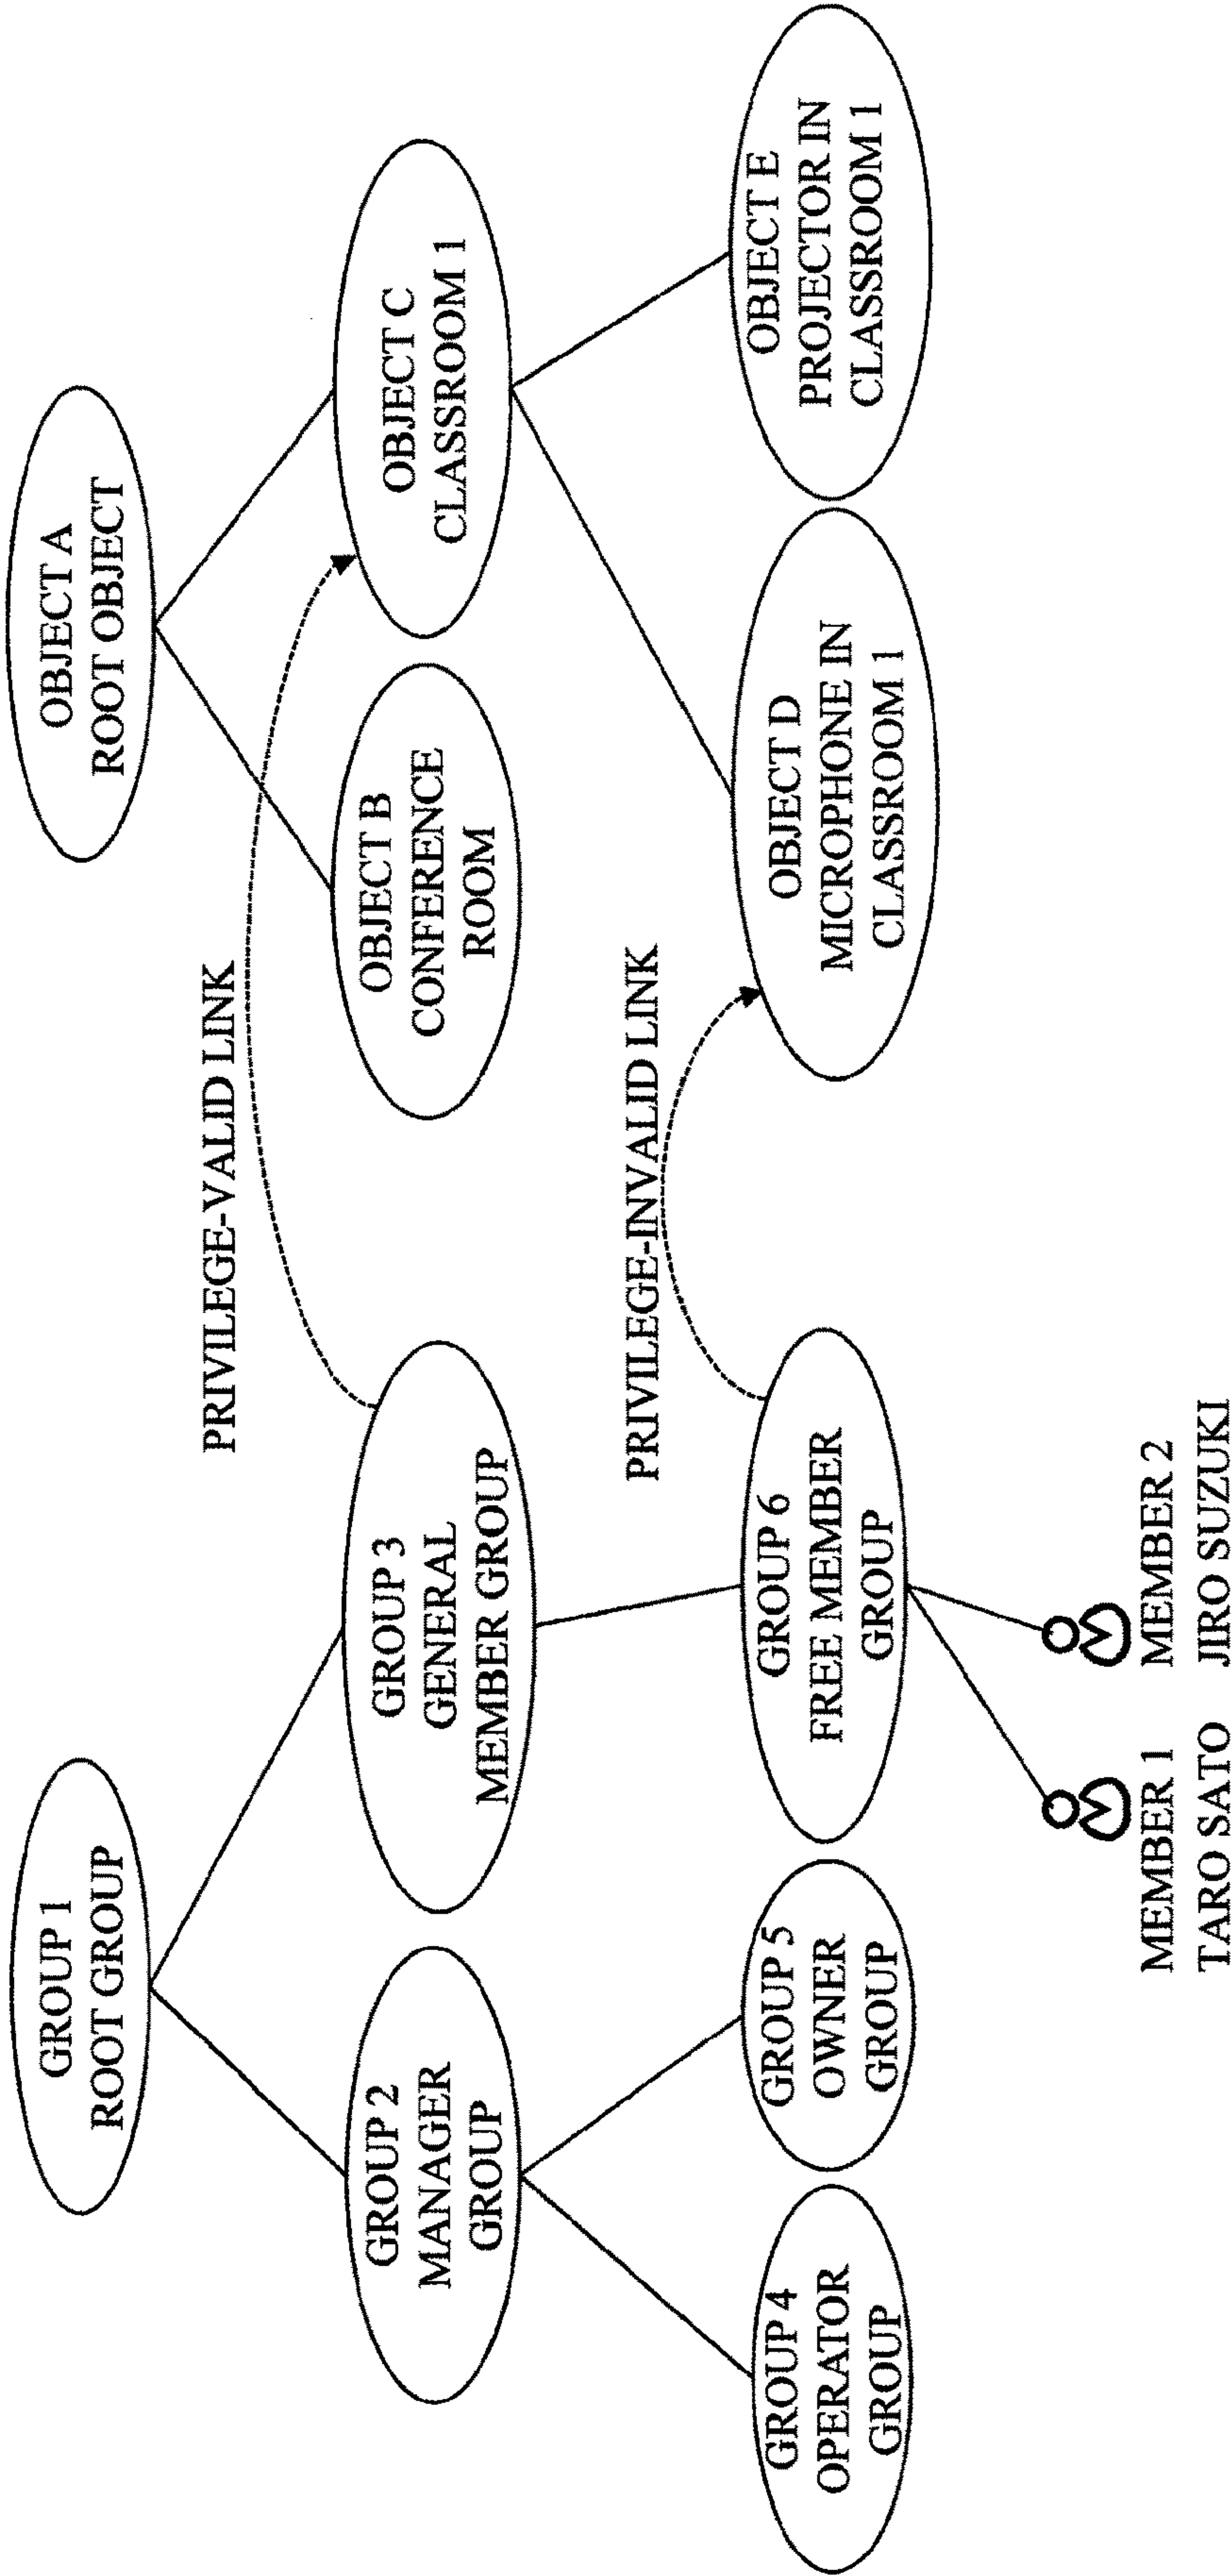 GROUP 1
ROOT GROUP
OBJECT A
ROOT OBJECT
PRIVILEGE-VALID LINK
GROUP 2
MANAGER
GROUP
GROUP 3
GENERAL
MEMBER GROUP
OBJECT B
CONFERENCE
ROOM
OBJECT C
CLASSROOM 1
PRIVILEGE-INVALID LINK
GROUP 4
OPERATOR
GROUP
GROUP 5
OWNER
GROUP
GROUP 6
FREE MEMBER
GROUP
OBJECT D
MICROPHONE IN
CLASSROOM 1
OBJECT E
PROJECTOR IN
CLASSROOM 1
MEMBER 1
TARO SATO
MEMBER 2
JIRO SUZUKI